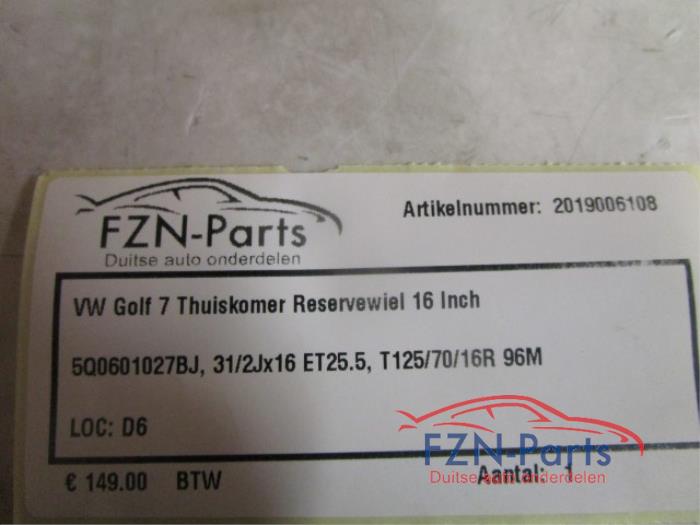 FZN-Parts
Duitse auto onderdelen
Artikelnummer: 2019006108
VW Golf 7 Thuiskomer Reservewiel 16 Inch
5Q0601027BJ, 31/2Jx16 ET25.5, T125/70/16R 96M
LOC: D6
€ 149.00 BTW
Aantal: 1
FZN-Parts
Duitse auto onderdelen